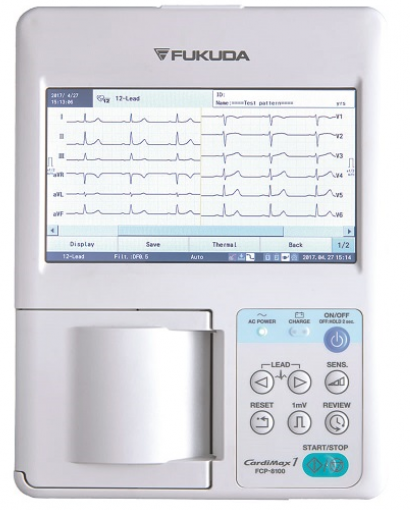 FUKUDA
2017/ 4/27
15:13:06
12-Lead
ID:
Name:====Test pattern====
yrs
I
V1
II
V2
III
V3
aVR
V4
aVL
V5
aVF
V6
Display Save Thermal Back 1/2
12-Lead Filt.:DF0.5 Auto 2017.04.27 15:14
AC POWER CHARGE ON/OFF
OFF:HOLD 2 sec.
LEAD SENS.
RESET 1mV REVIEW
START/STOP
CardiMax 1
FCP-8100